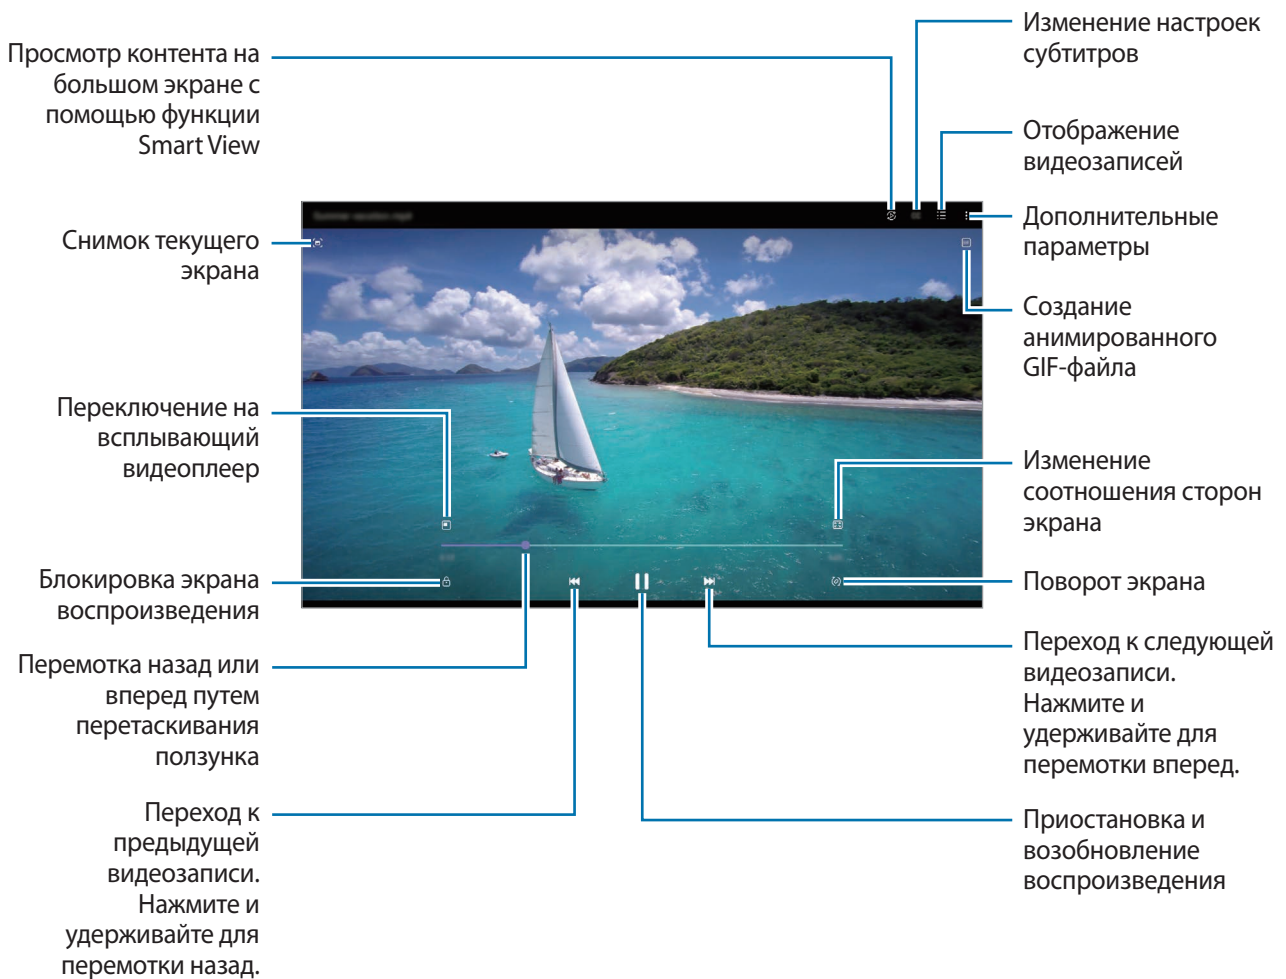 Просмотр контента на
большом экране с
помощью функции
Smart View
Снимок текущего
экрана
Переключение на
всплывающий
видеоплеер
Блокировка экрана
воспроизведения
Перемотка назад или
вперед путем
перетаскивания
ползунка
Переход к
предыдущей
видеозаписи.
Нажмите и
удерживайте для
перемотки назад.
Изменение настроек
субтитров
Отображение
видеозаписей
Дополнительные
параметры
Создание
анимированного
GIF-файла
Изменение
соотношения сторон
экрана
Поворот экрана
Переход к следующей
видеозаписи.
Нажмите и
удерживайте для
перемотки вперед.
Приостановка и
возобновление
воспроизведения